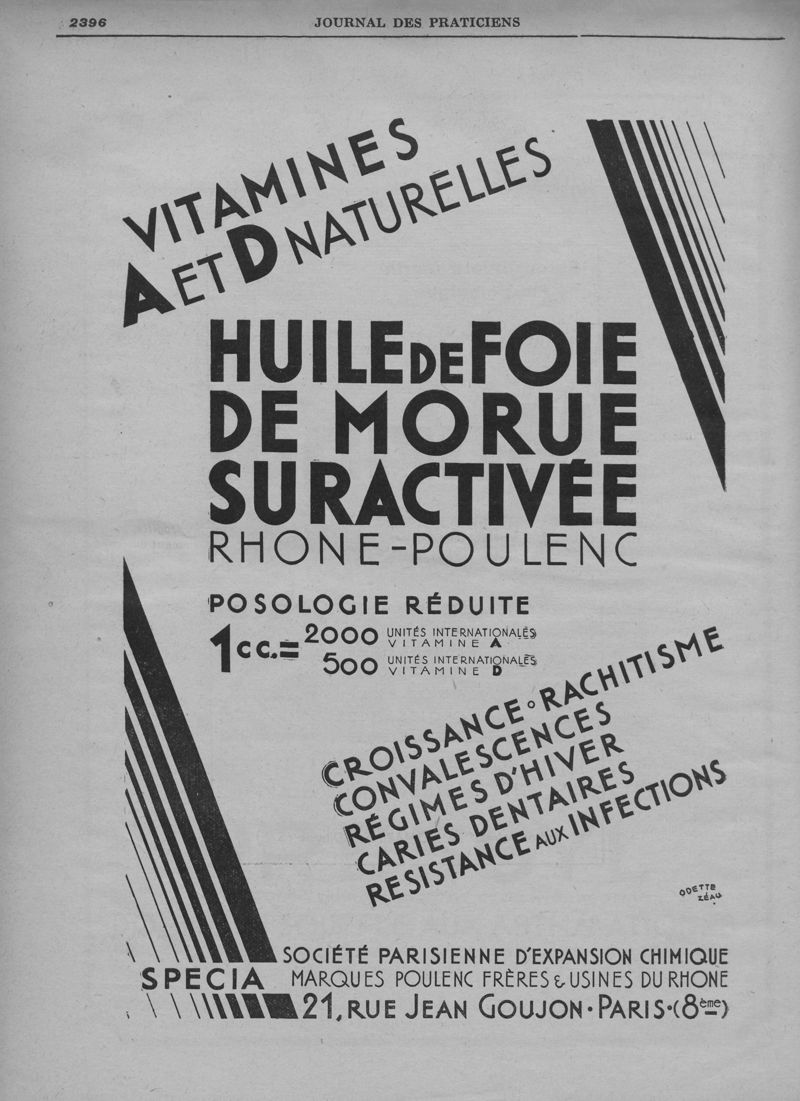 2396
JOURNAL DES PRATICIENS
VITAMINES
A ET D NATURELLES
HUILE DE FOIE
DE MORUE
SURACTIVÉE
RHONE-POULENC
POSOLOGIE RÉDUITE
1cc.= 2000 UNITÉS INTERNATIONALES
VITAMINE A
500 UNITÉS INTERNATIONALES
VITAMINE D
CROISSANCE ∘ RACHITISME
CONVALESCENCES
RÉGIMES D'HIVER
CARIES DENTAIRES
RESISTANCE AUX INFECTIONS
ODETTE
ZÉAU
SOCIÉTÉ PARISIENNE D'EXPANSION CHIMIQUE
SPECIA MARQUES POULENC FRÈRES & USINES DU RHONE
21, RUE JEAN GOUJON · PARIS · (8ème)